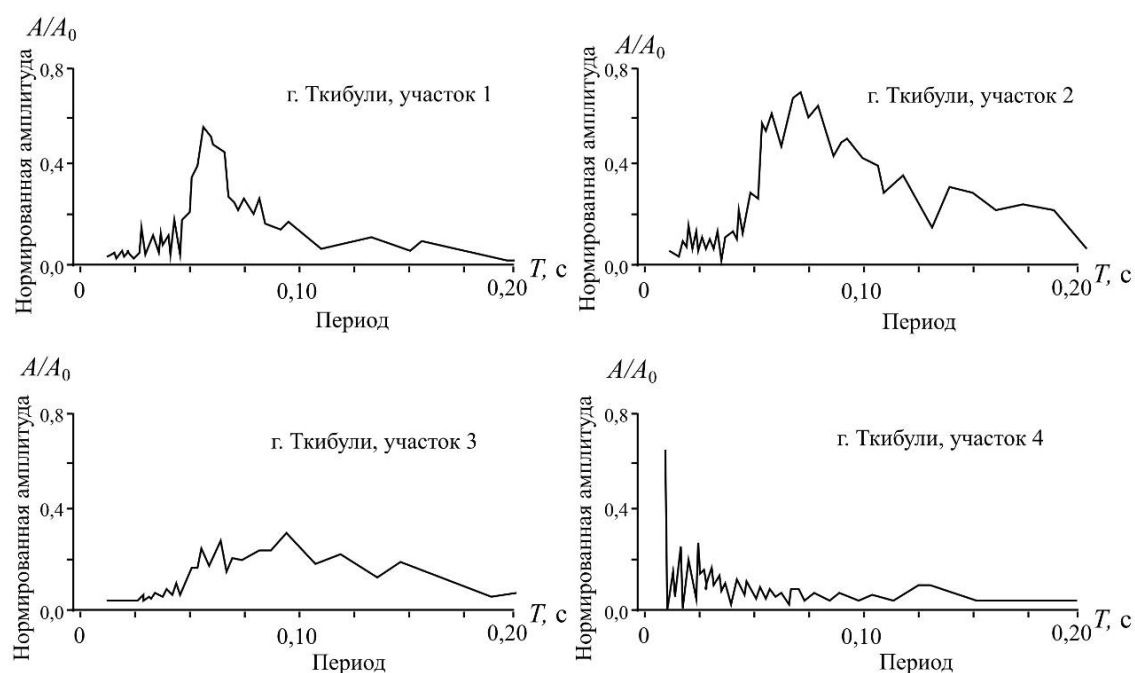 A/A0
Нормированная амплитуда
0,8
0,4
0,0
г. Ткибули, участок 1
0
0,10
0,20
T, с
Период
A/A0
Нормированная амплитуда
0,8
0,4
0,0
г. Ткибули, участок 2
0
0,10
0,20
T, с
Период
A/A0
Нормированная амплитуда
0,8
0,4
0,0
г. Ткибули, участок 3
0
0,10
0,20
T, с
Период
A/A0
Нормированная амплитуда
0,8
0,4
0,0
г. Ткибули, участок 4
0
0,10
0,20
T, с
Период